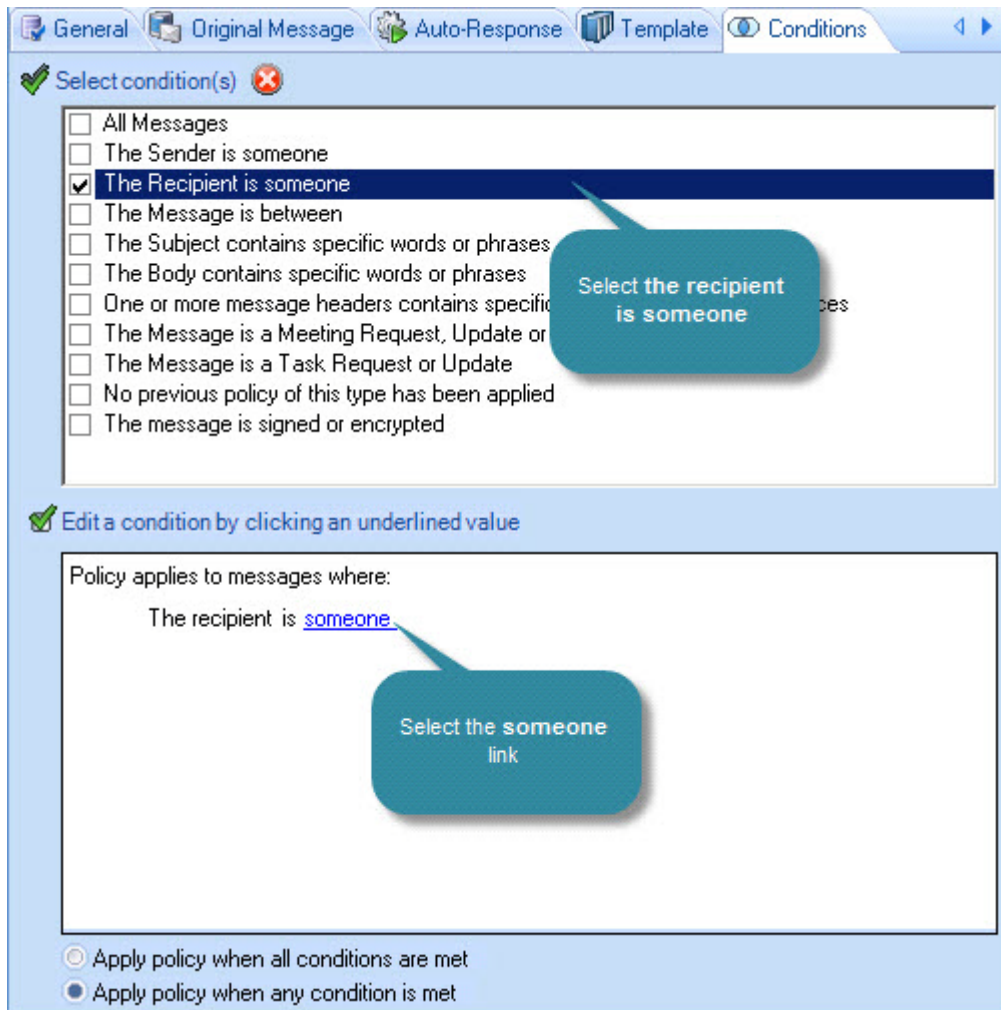 General Original Message Auto-Response Template Conditions
Select condition(s)
All Messages
The Sender is someone
The Recipient is someone
The Message is between
The Subject contains specific words or phrases
The Body contains specific words or phrases
One or more message headers contains specific
The Message is a Meeting Request, Update or
The Message is a Task Request or Update
No previous policy of this type has been applied
The message is signed or encrypted
Select the recipient
is someone
Edit a condition by clicking an underlined value
Policy applies to messages where:
The recipient is someone
Select the someone
link
Apply policy when all conditions are met
Apply policy when any condition is met